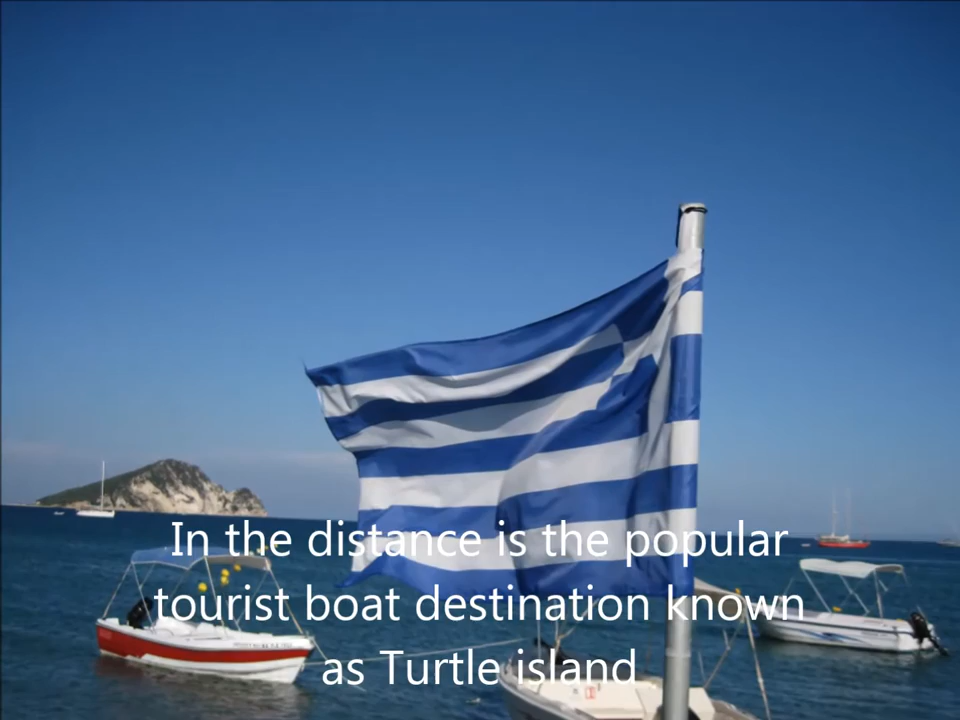 In the distance is the popular
tourist boat destination known
as Turtle island